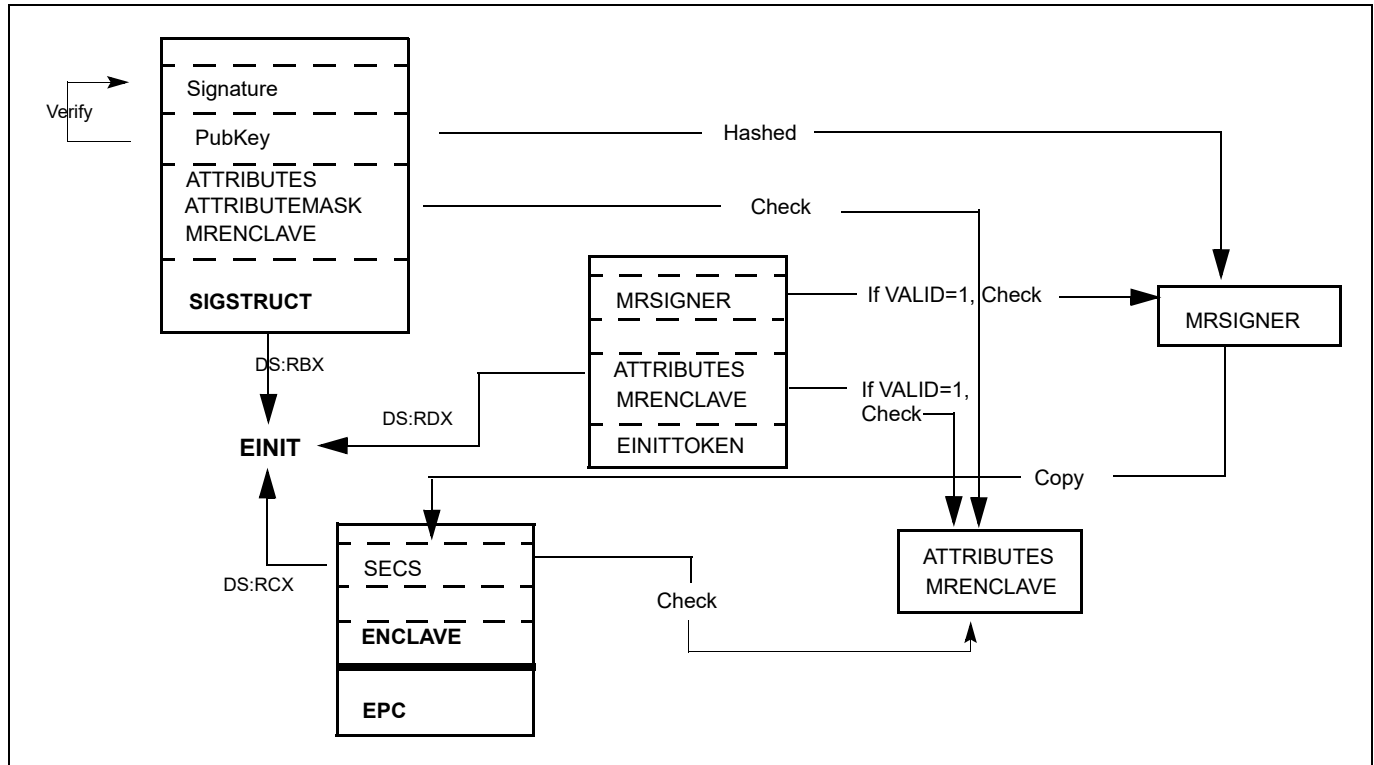 Signature
Verify
PubKey
Hashed
ATTRIBUTES
ATTRIBUTEMASK
MRENCLAVE
Check
SIGSTRUCT
MRSIGNER
If VALID=1, Check
MRSIGNER
DS:RBX
ATTRIBUTES
MRENCLAVE
If VALID=1,
Check
DS:RDX
EINIT
EINITTOKEN
Copy
SECS
DS:RCX
Check
ATTRIBUTES
MRENCLAVE
ENCLAVE
EPC